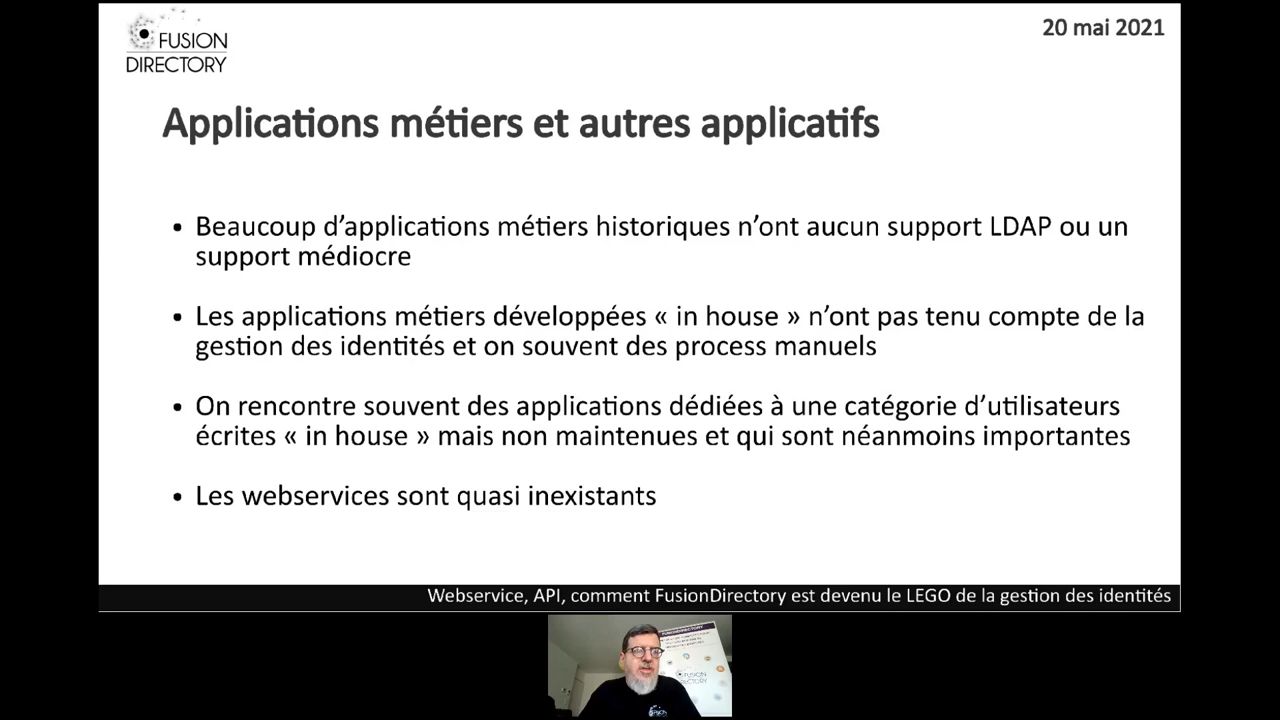 FUSION
DIRECTORY
20 mai 2021
Applications métiers et autres applicatifs
• Beaucoup d’applications métiers historiques n’ont aucun support LDAP ou un
support médiocre
• Les applications métiers développées « in house » n’ont pas tenu compte de la
gestion des identités et on souvent des process manuels
• On rencontre souvent des applications dédiées à une catégorie d’utilisateurs
écrites « in house » mais non maintenues et qui sont néanmoins importantes
• Les webservices sont quasi inexistants
Webservice, API, comment FusionDirectory est devenu le LEGO de la gestion des identités
FUSION
DIRECTORY